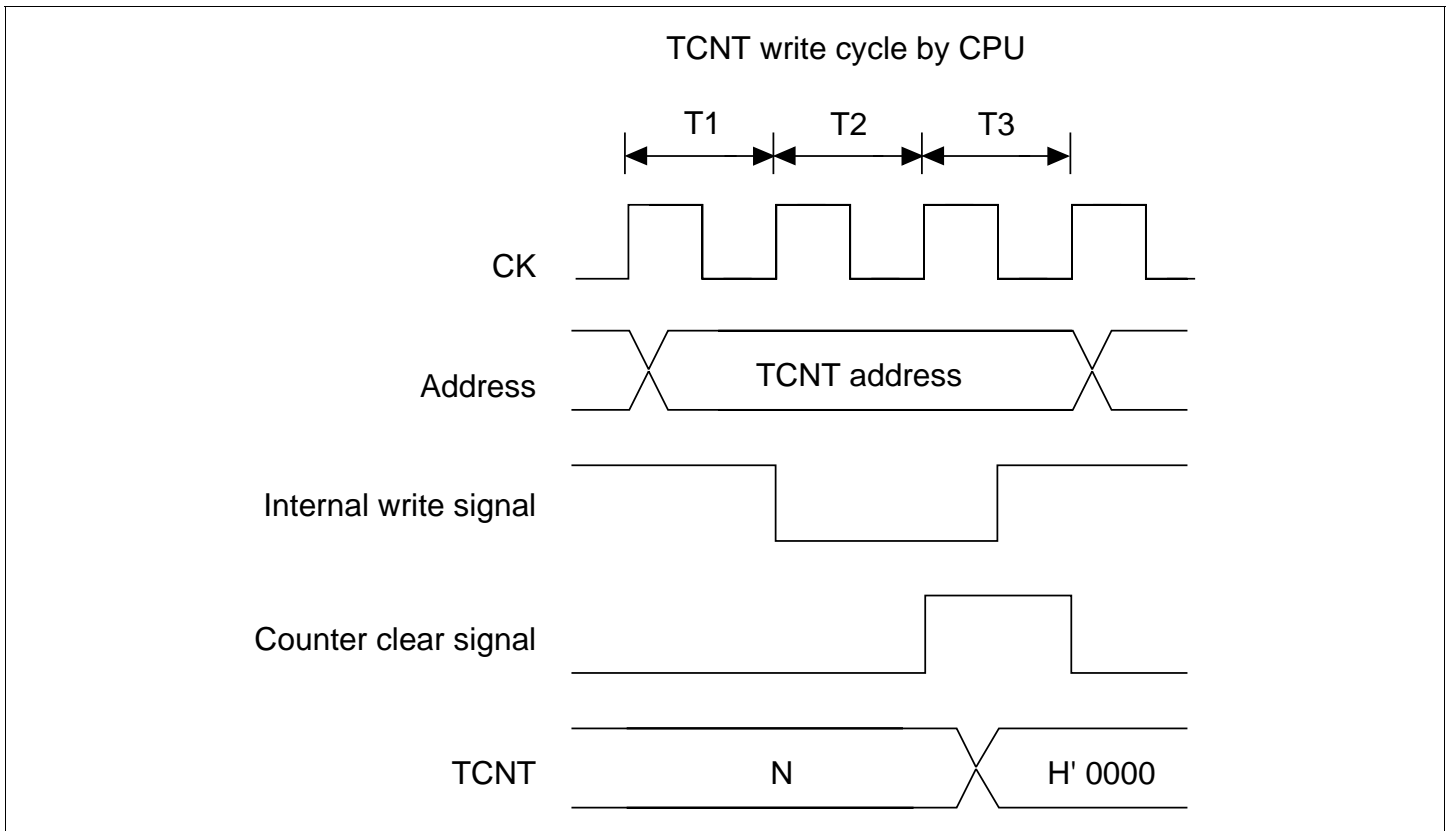 TCNT write cycle by CPU
T1 T2 T3
CK
Address TCNT address
Internal write signal
Counter clear signal
TCNT N H' 0000